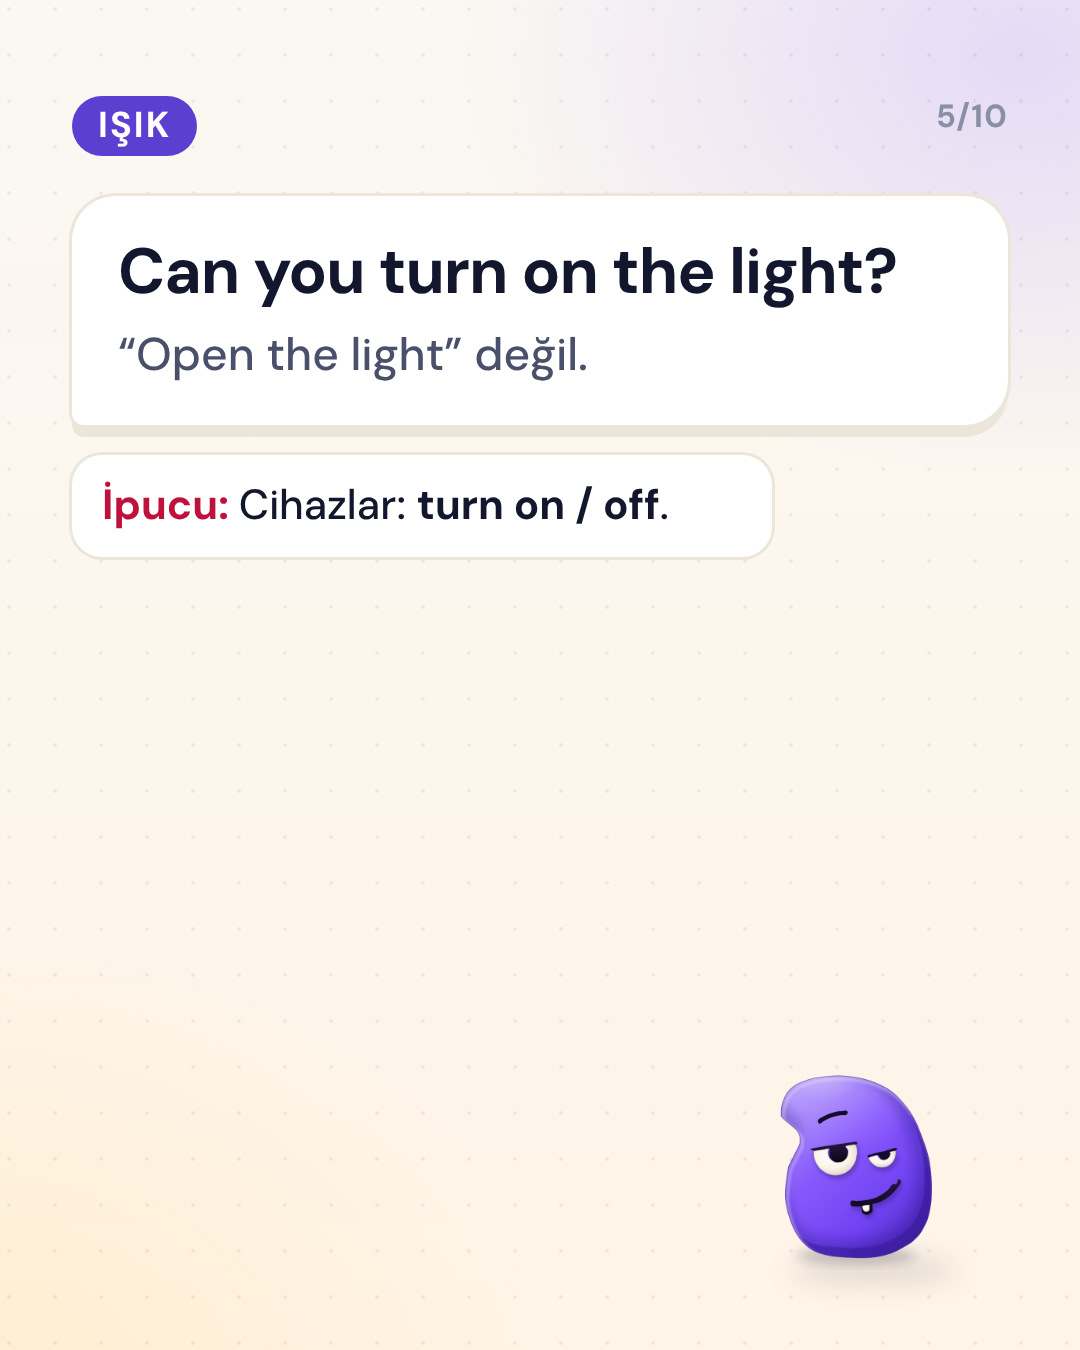 IŞIK
5/10
Can you turn on the light?
“Open the light” değil.
İpucu: Cihazlar: turn on / off.